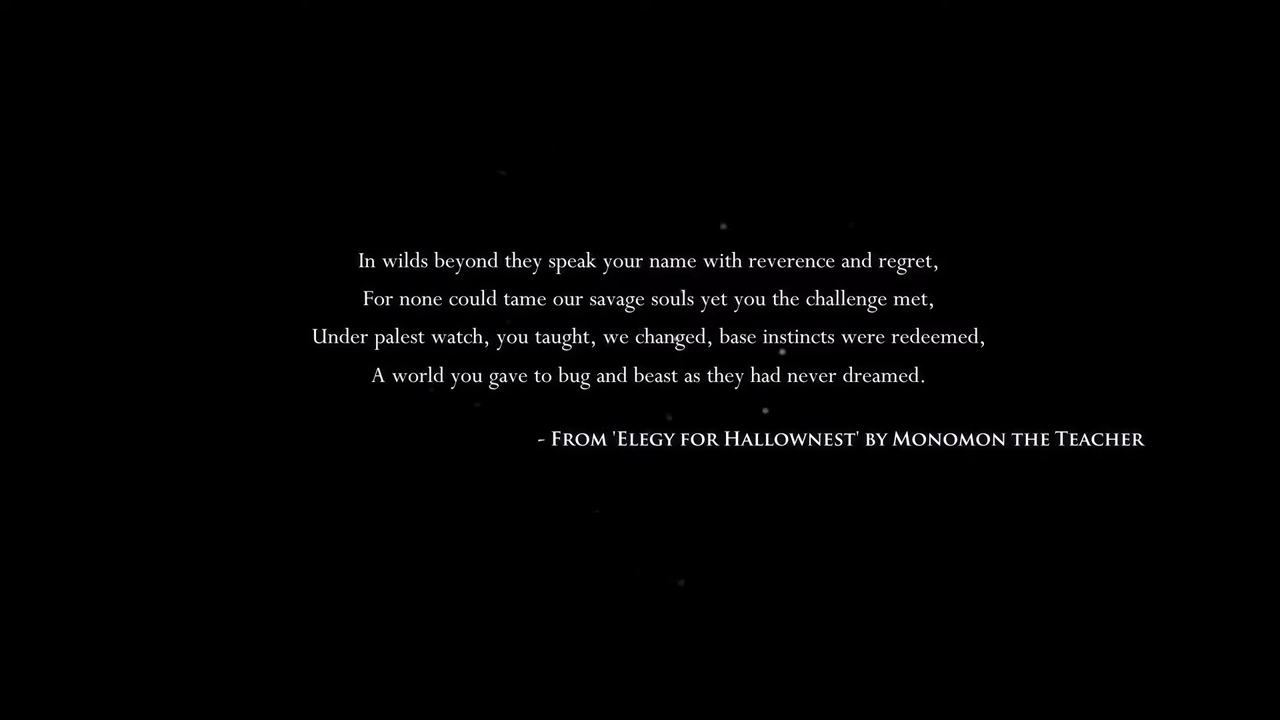 In wilds beyond they speak your name with reverence and regret,
For none could tame our savage souls yet you the challenge met,
Under palest watch, you taught, we changed, base instincts were redeemed,
A world you gave to bug and beast as they had never dreamed.
- From 'Elegy for Hallownest' by Monomon the Teacher